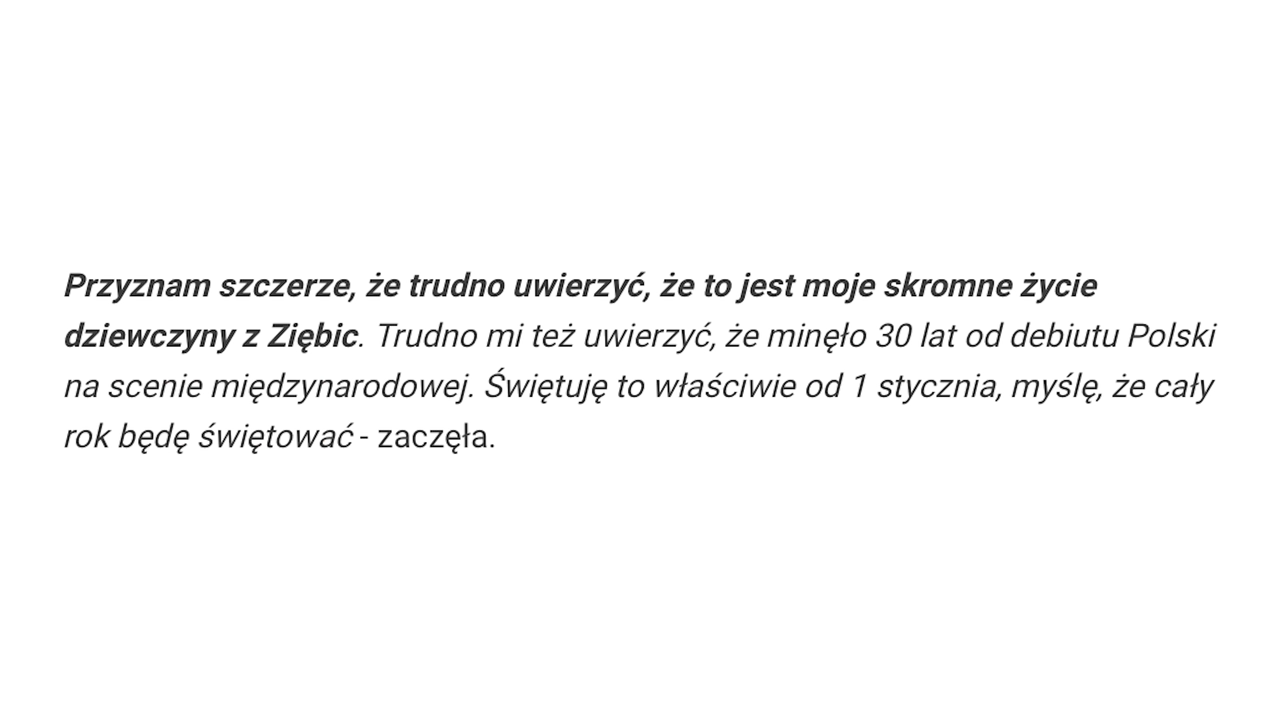 Przyznam szczerze, że trudno uwierzyć, że to jest moje skromne życie
dziewczyny z Ziębic. Trudno mi też uwierzyć, że minęło 30 lat od debiutu Polski
na scenie międzynarodowej. Świętuję to właściwie od 1 stycznia, myślę, że cały
rok będę świętować - zaczęła.